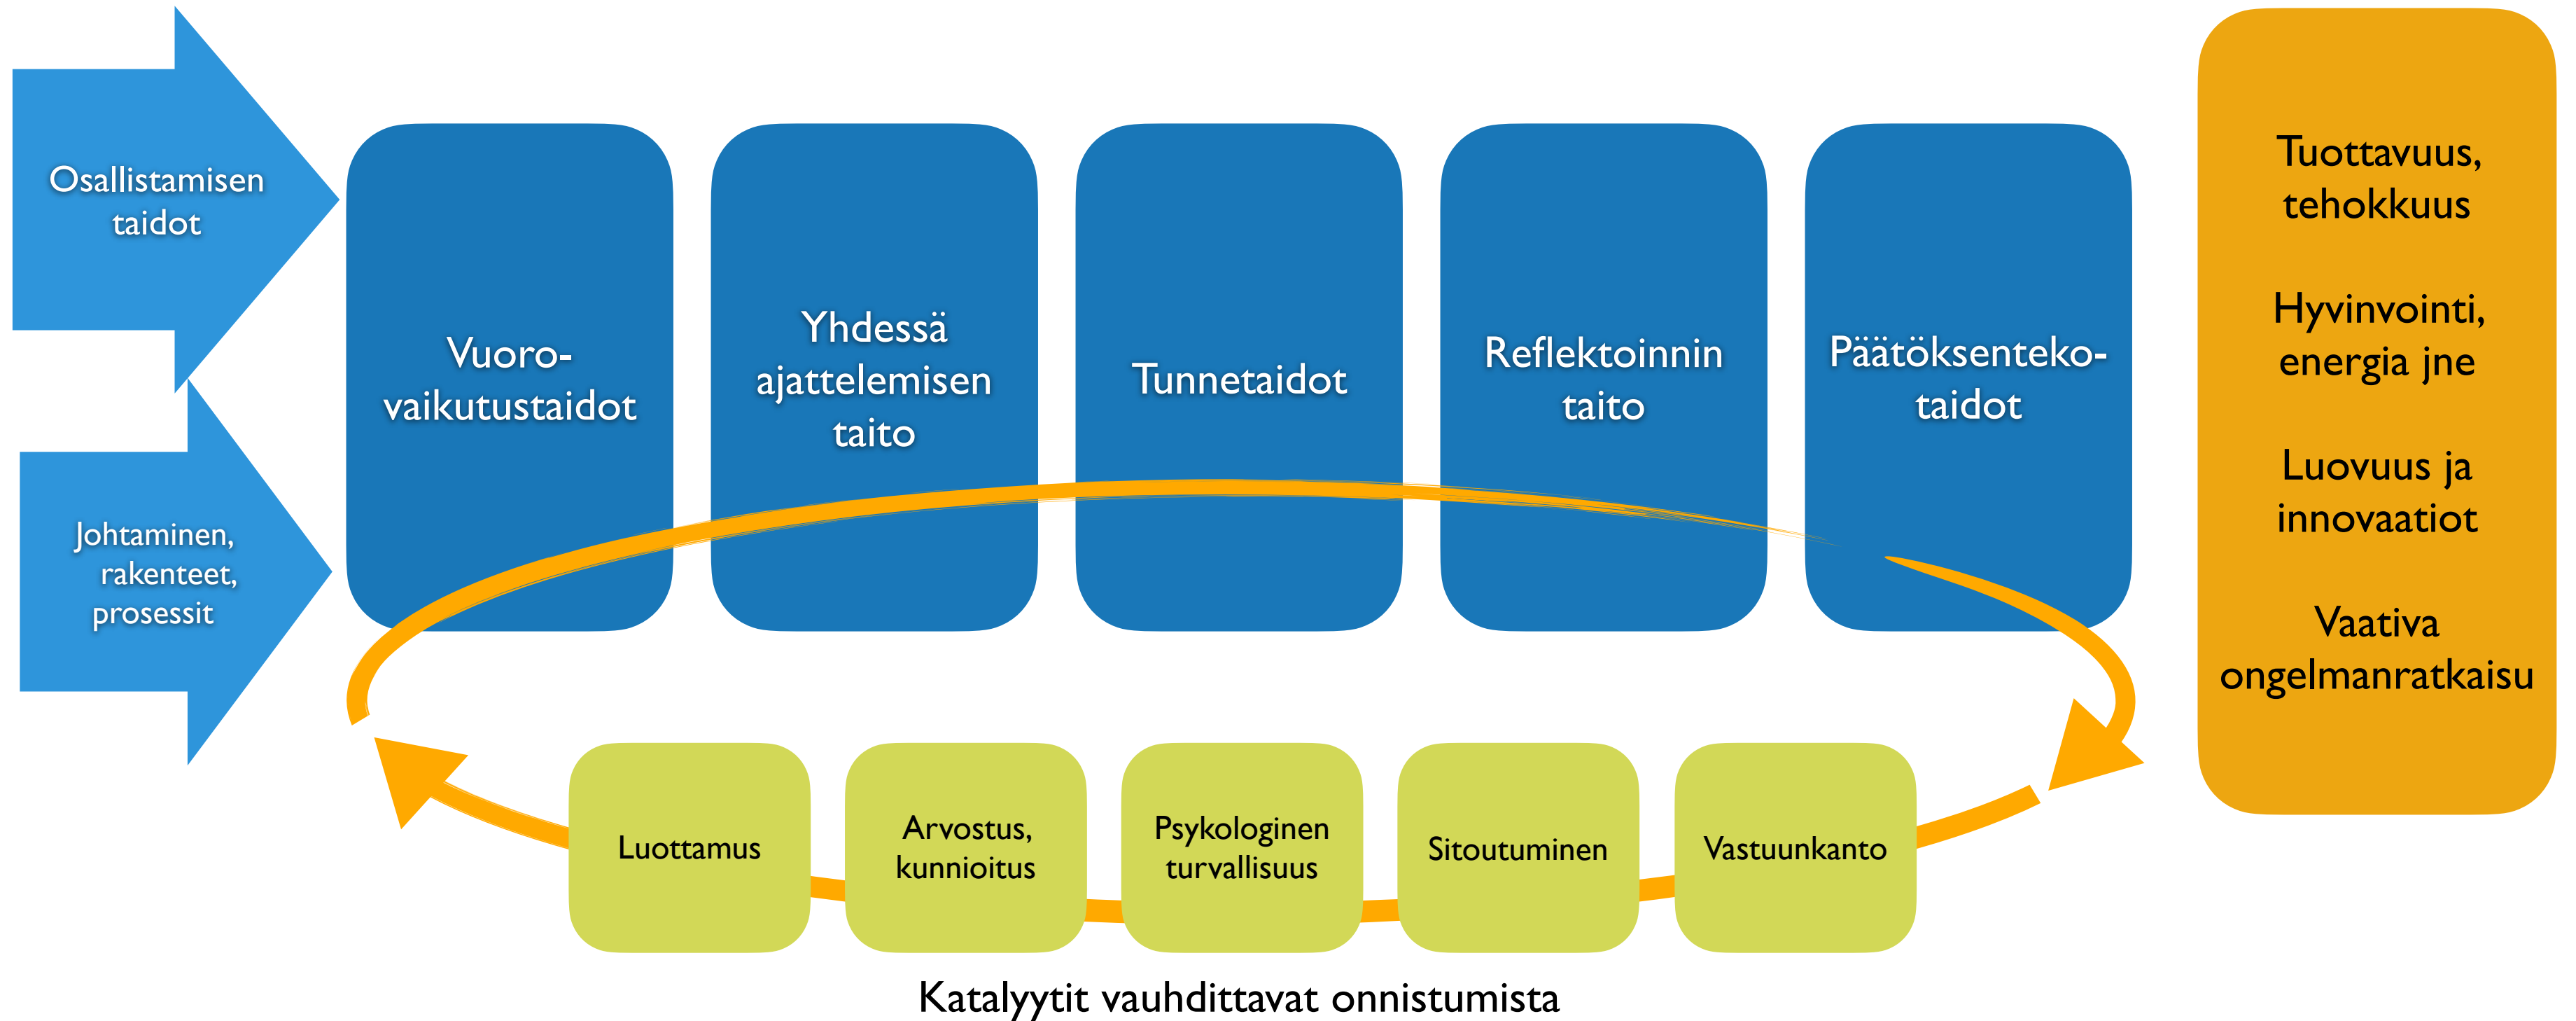 Osallistamisen
taidot
Johtaminen,
rakenteet,
prosessit
Vuoro-
vaikutustaidot
Yhdessä
ajattelemisen
taito
Tunnetaidot
Reflektoinnin
taito
Päätöksenteko-
taidot
Tuottavuus,
tehokkuus
Hyvinvointi,
energia jne
Luovuus ja
innovaatiot
Vaativa
ongelmanratkaisu
Luottamus
Arvostus,
kunnioitus
Psykologinen
turvallisuus
Sitoutuminen
Vastuunkanto
Katalyytit vauhdittavat onnistumista